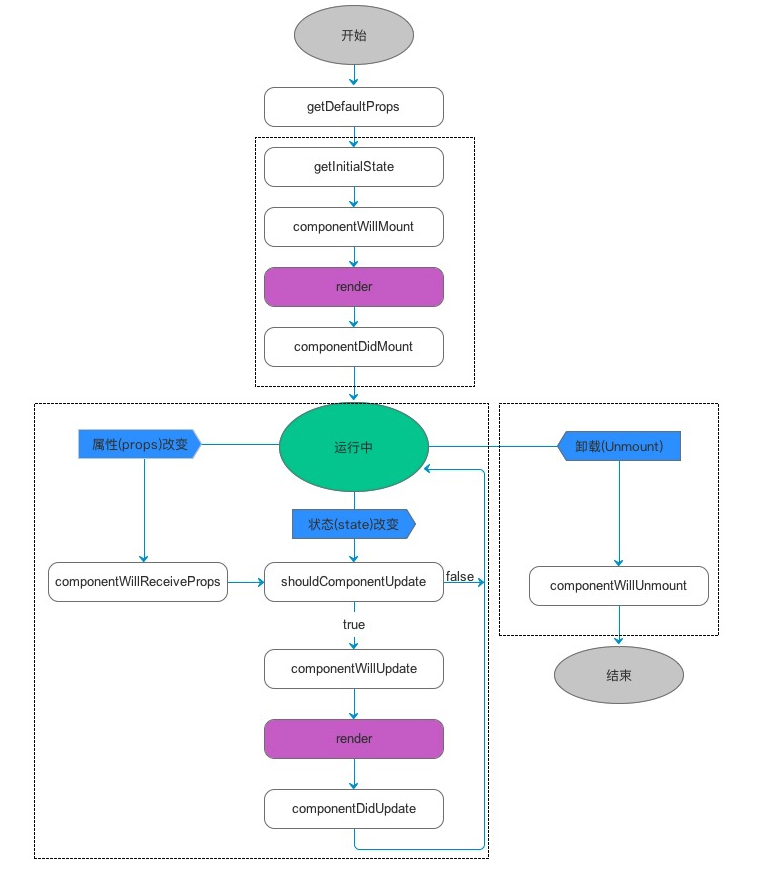 开始
getDefaultProps
getInitialState
componentWillMount
render
componentDidMount
属性(props)改变
运行中
卸载(Unmount)
状态(state)改变
componentWillReceiveProps
shouldComponentUpdate
false
componentWillUnmount
true
componentWillUpdate
结束
render
componentDidUpdate